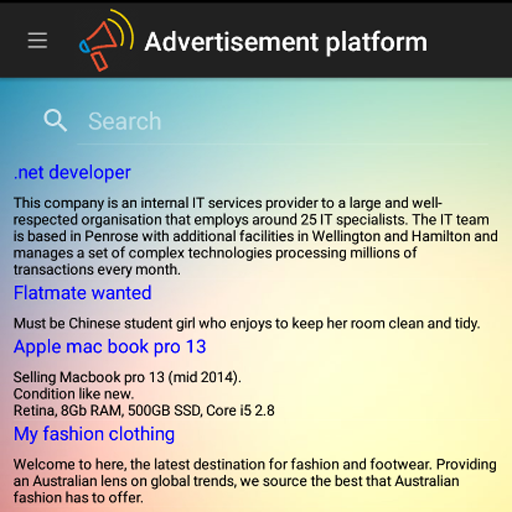 Advertisement platform
Search
.net developer
This company is an internal IT services provider to a large and well-
respected organisation that employs around 25 IT specialists. The IT team
is based in Penrose with additional facilities in Wellington and Hamilton and
manages a set of complex technologies processing millions of
transactions every month.
Flatmate wanted
Must be Chinese student girl who enjoys to keep her room clean and tidy.
Apple mac book pro 13
Selling Macbook pro 13 (mid 2014).
Condition like new.
Retina, 8Gb RAM, 500GB SSD, Core i5 2.8
My fashion clothing
Welcome to here, the latest destination for fashion and footwear. Providing
an Australian lens on global trends, we source the best that Australian
fashion has to offer.